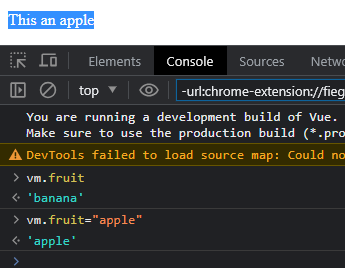 This an apple
Elements Console Sources
top -url:chrome-extension://fieg
You are running a development build of Vue.
Make sure to use the production build (*.pro
DevTools failed to load source map: Could no
vm.fruit
'banana'
vm.fruit="apple"
'apple'